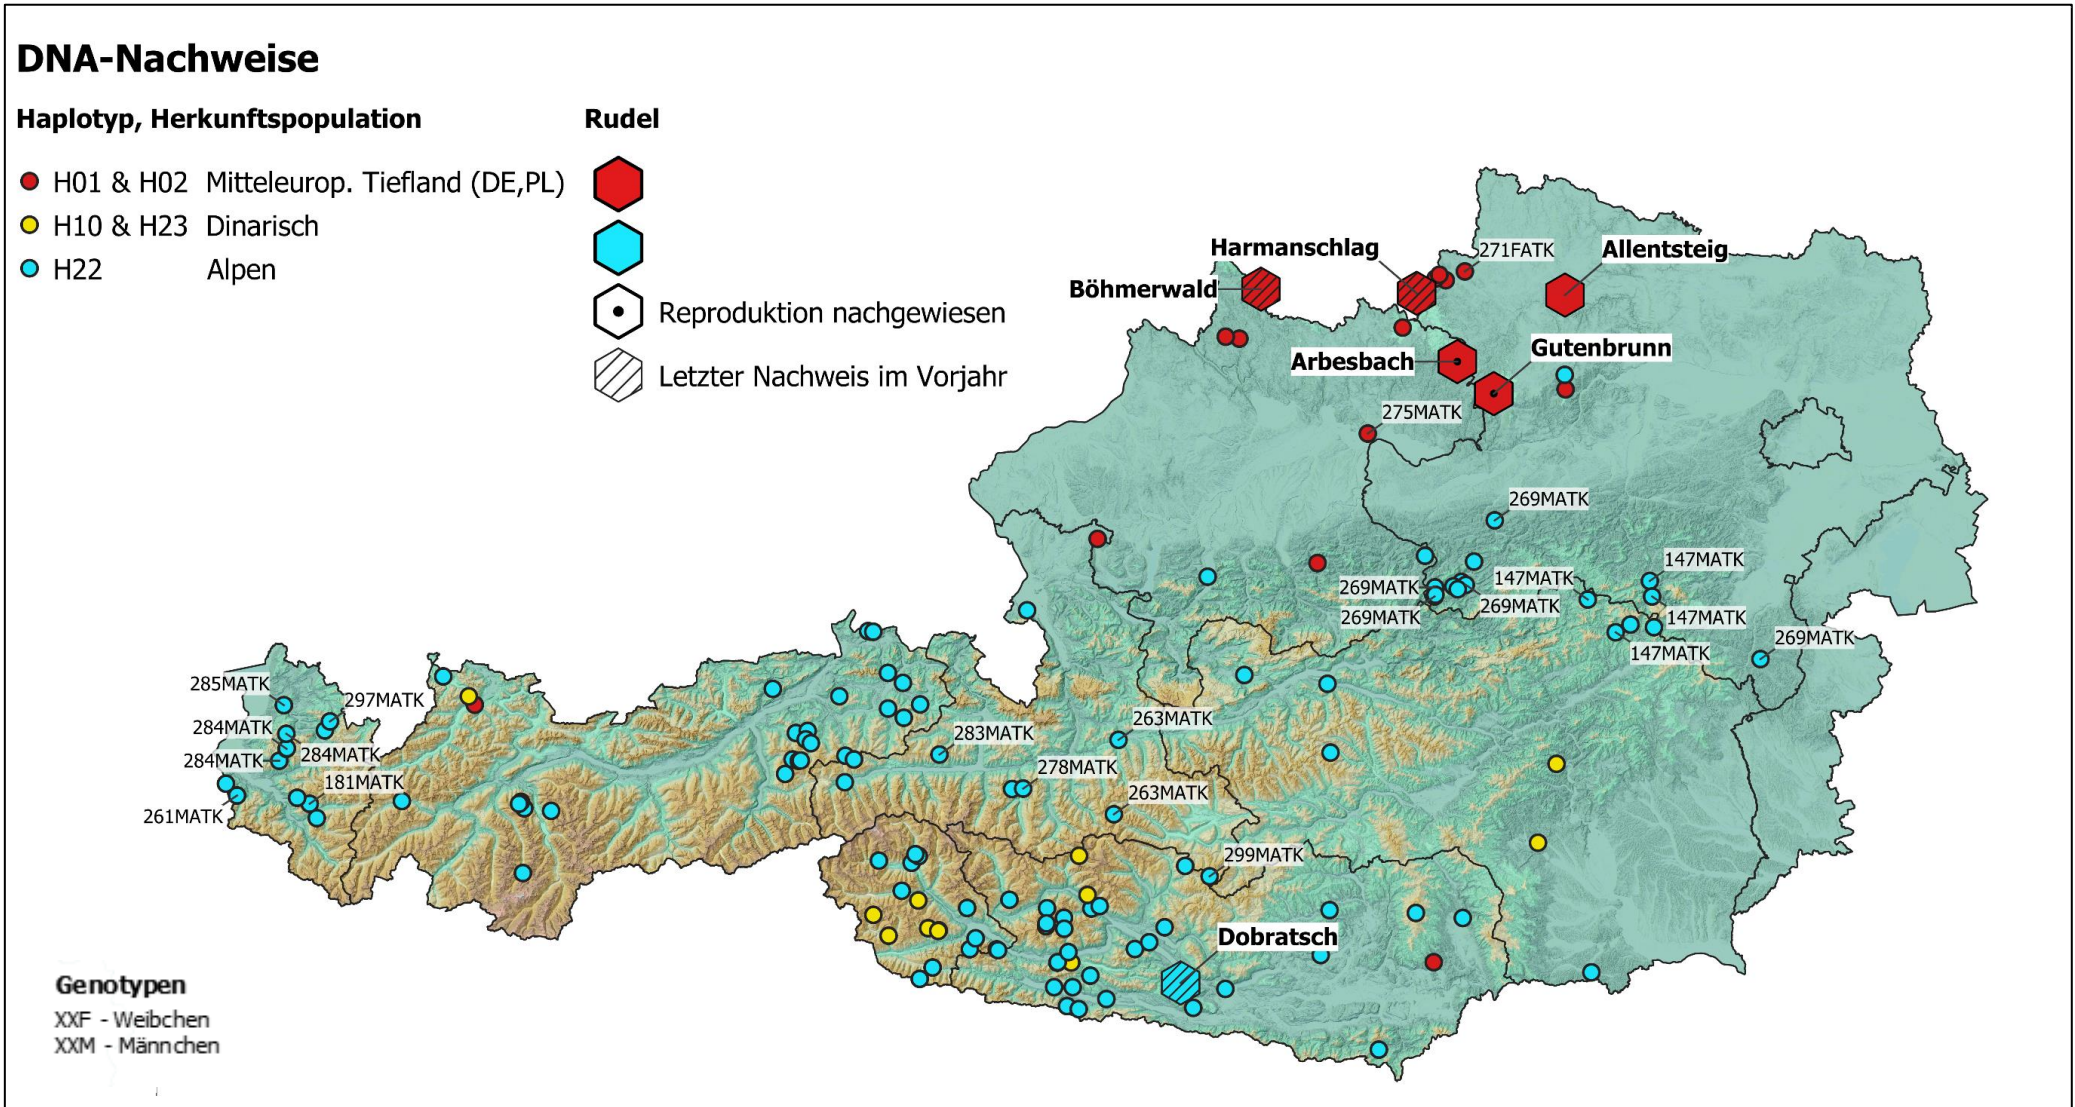 DNA-Nachweise
Haplotyp, Herkunftspopulation
Rudel
H01 & H02 Mitteleurop. Tiefland (DE,PL)
H10 & H23 Dinarisch
H22 Alpen
Reproduktion nachgewiesen
Letzter Nachweis im Vorjahr
Harmanschlag
271FATK
Allentsteig
Böhmerwald
Arbesbach
Gutenbrunn
275MATK
269MATK
147MATK
269MATK
147MATK
269MATK
269MATK
147MATK
269MATK
147MATK
285MATK
297MATK
284MATK
284MATK
284MATK
181MATK
261MATK
263MATK
283MATK
278MATK
263MATK
299MATK
Dobratsch
Genotypen
XXF - Weibchen
XXM - Männchen